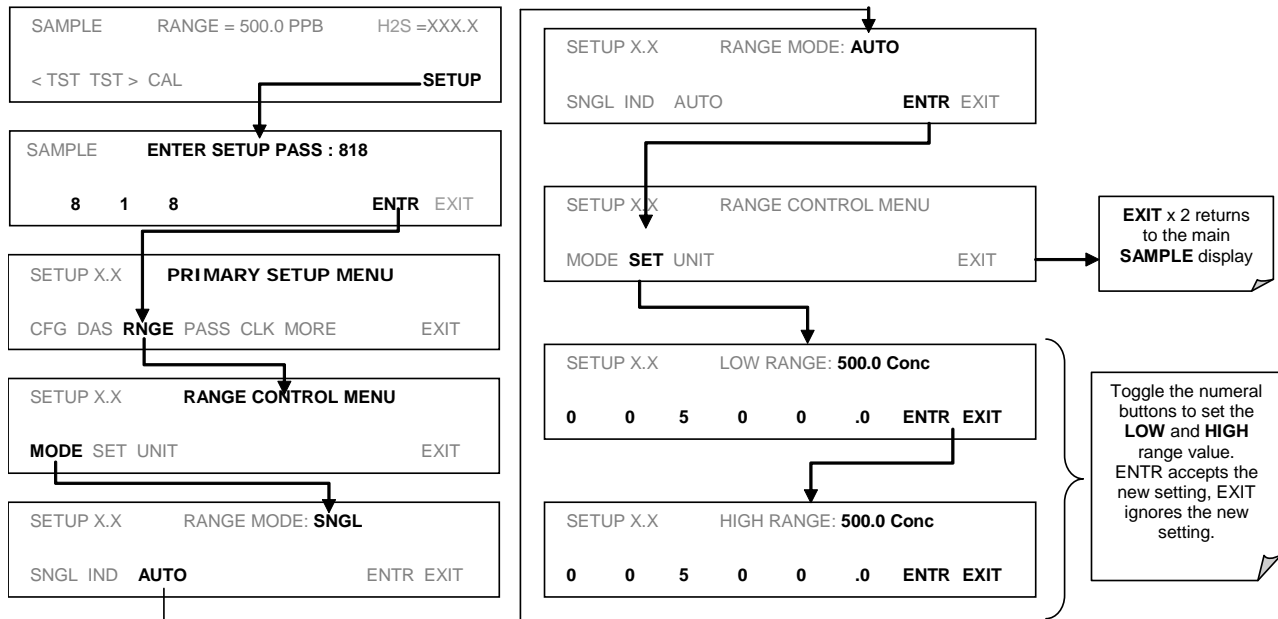 SAMPLE RANGE = 500.0 PPB H2S =XXX.X
< TST TST > CAL SETUP
SAMPLE ENTER SETUP PASS : 818
8 1 8 ENTR EXIT
SETUP X.X PRIMARY SETUP MENU
CFG DAS RNGE PASS CLK MORE EXIT
SETUP X.X RANGE CONTROL MENU
MODE SET UNIT EXIT
SETUP X.X RANGE MODE: SNGL
SNGL IND AUTO ENTR EXIT
SETUP X.X RANGE MODE: AUTO
SNGL IND AUTO ENTR EXIT
SETUP X.X RANGE CONTROL MENU
MODE SET UNIT EXIT
EXIT x 2 returns
to the main
SAMPLE display
SETUP X.X LOW RANGE: 500.0 Conc
0 0 5 0 0 .0 ENTR EXIT
SETUP X.X HIGH RANGE: 500.0 Conc
0 0 5 0 0 .0 ENTR EXIT
Toggle the numeral
buttons to set the
LOW and HIGH
range value.
ENTR accepts the
new setting, EXIT
ignores the new
setting.